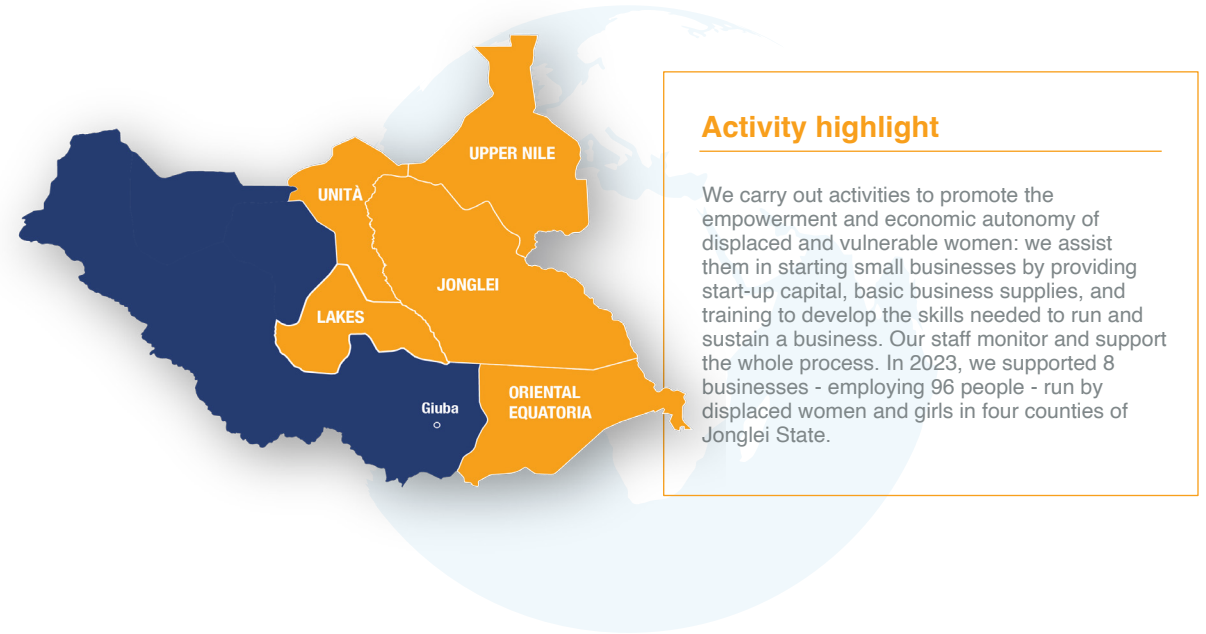 UPPER NILE
UNITÀ
JONGLEI
LAKES
ORIENTAL
EQUATORIA
Giuba
Activity highlight
We carry out activities to promote the
empowerment and economic autonomy of
displaced and vulnerable women: we assist
them in starting small businesses by providing
start-up capital, basic business supplies, and
training to develop the skills needed to run and
sustain a business. Our staff monitor and support
the whole process. In 2023, we supported 8
businesses - employing 96 people - run by
displaced women and girls in four counties of
Jonglei State.